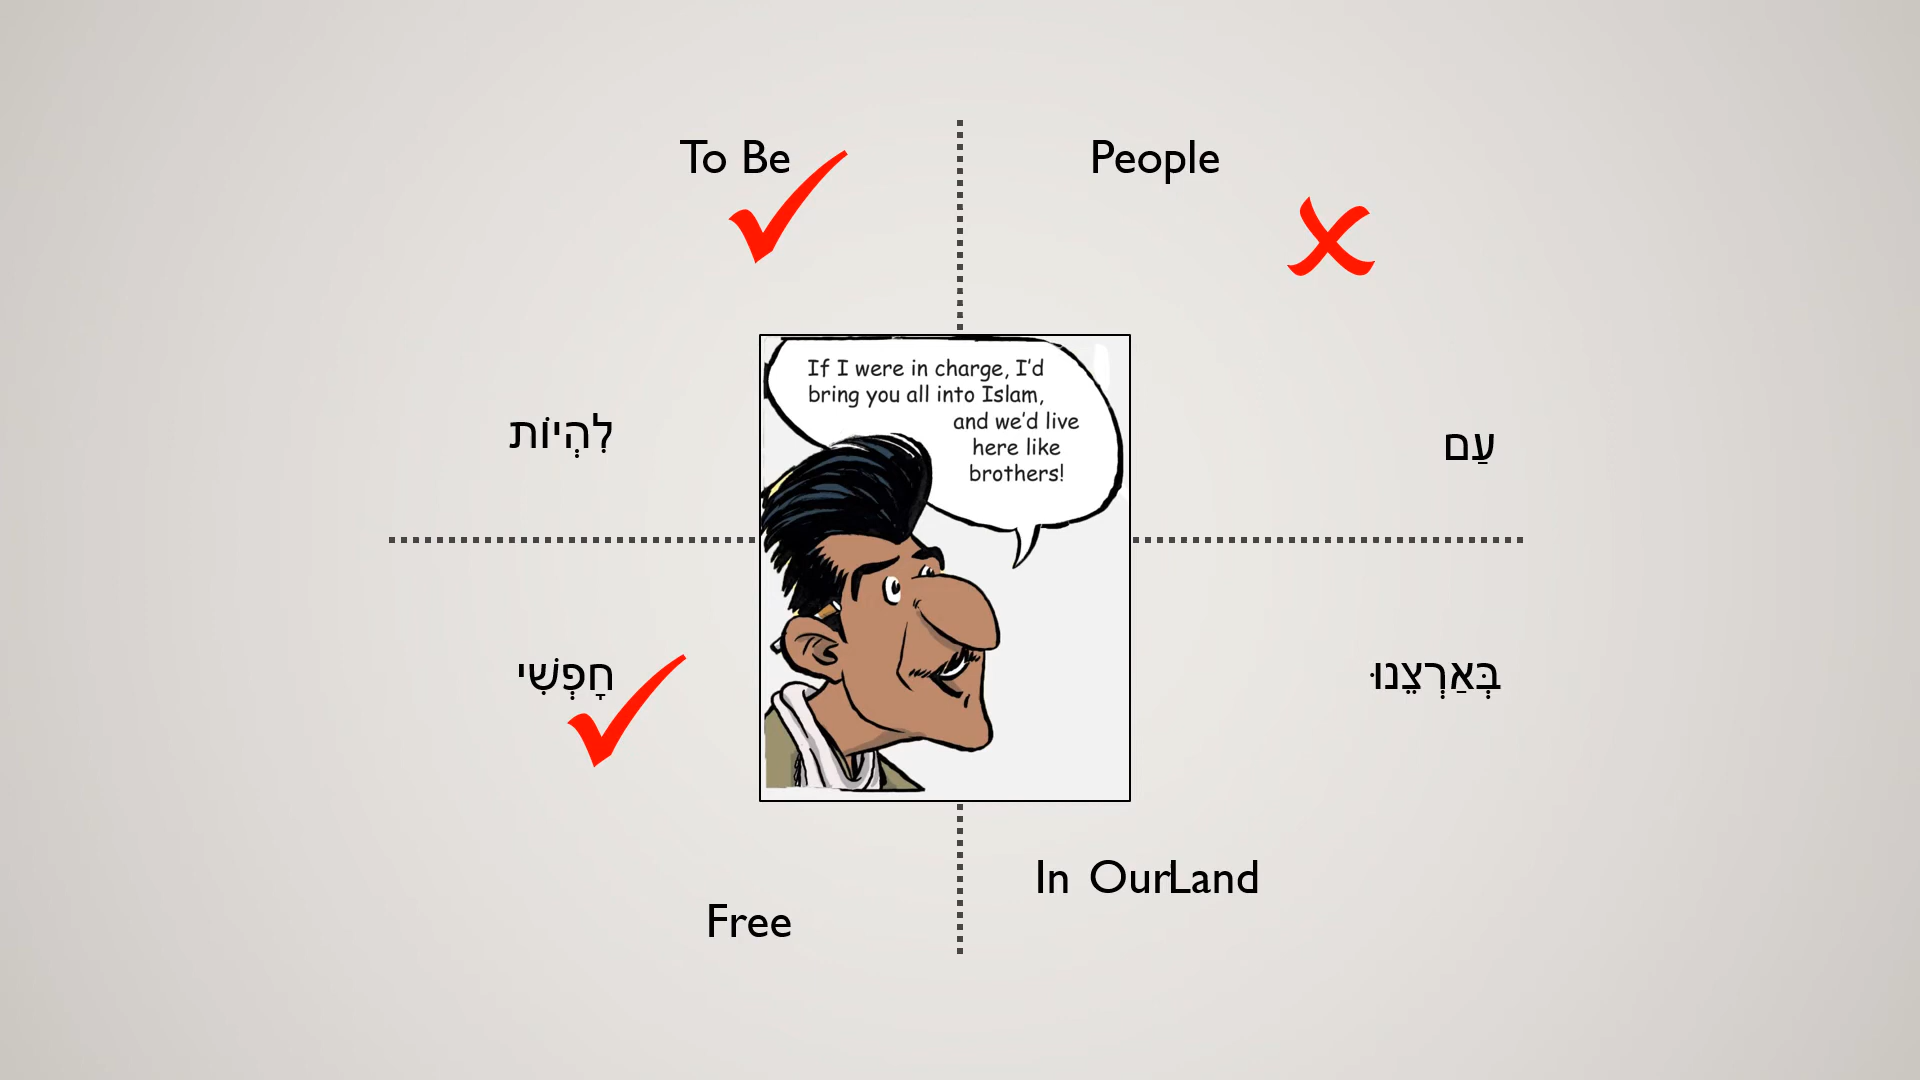 To Be
People
If I were in charge, I'd
bring you all into Islam,
and we'd live
here like
brothers!
לִהְיוֹת
עַם
חָפְשִׁי
בְּאַרְצֵנוּ
In OurLand
Free